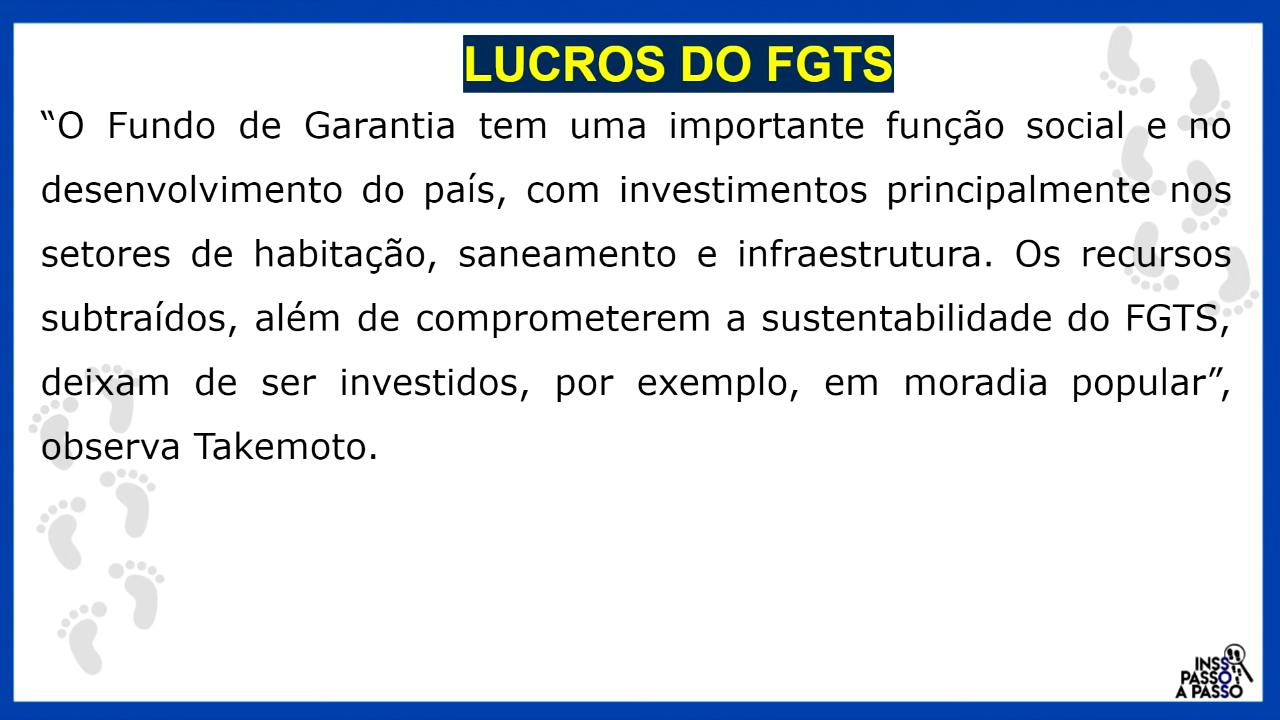 LUCROS DO FGTS
“O Fundo de Garantia tem uma importante função social e no
desenvolvimento do país, com investimentos principalmente nos
setores de habitação, saneamento e infraestrutura. Os recursos
subtraídos, além de comprometerem a sustentabilidade do FGTS,
deixam de ser investidos, por exemplo, em moradia popular”,
observa Takemoto.
INSS
PASSO
A PASSO